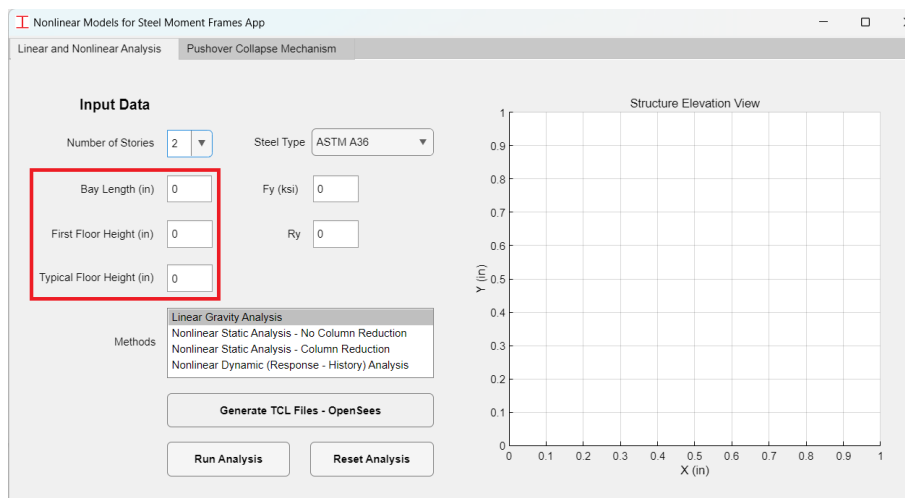 Nonlinear Models for Steel Moment Frames App
Linear and Nonlinear Analysis
Pushover Collapse Mechanism
Input Data
Number of Stories
2
Steel Type
ASTM A36
Bay Length (in)
0
Fy (ksi)
0
First Floor Height (in)
0
Ry
0
Typical Floor Height (in)
0
Methods
Linear Gravity Analysis
Nonlinear Static Analysis - No Column Reduction
Nonlinear Static Analysis - Column Reduction
Nonlinear Dynamic (Response - History) Analysis
Generate TCL Files - OpenSees
Run Analysis
Reset Analysis
Structure Elevation View
1
0.9
0.8
0.7
0.6
0.5
0.4
0.3
0.2
0.1
0
Y (in)
0 0.1 0.2 0.3 0.4 0.5 0.6 0.7 0.8 0.9 1
X (in)